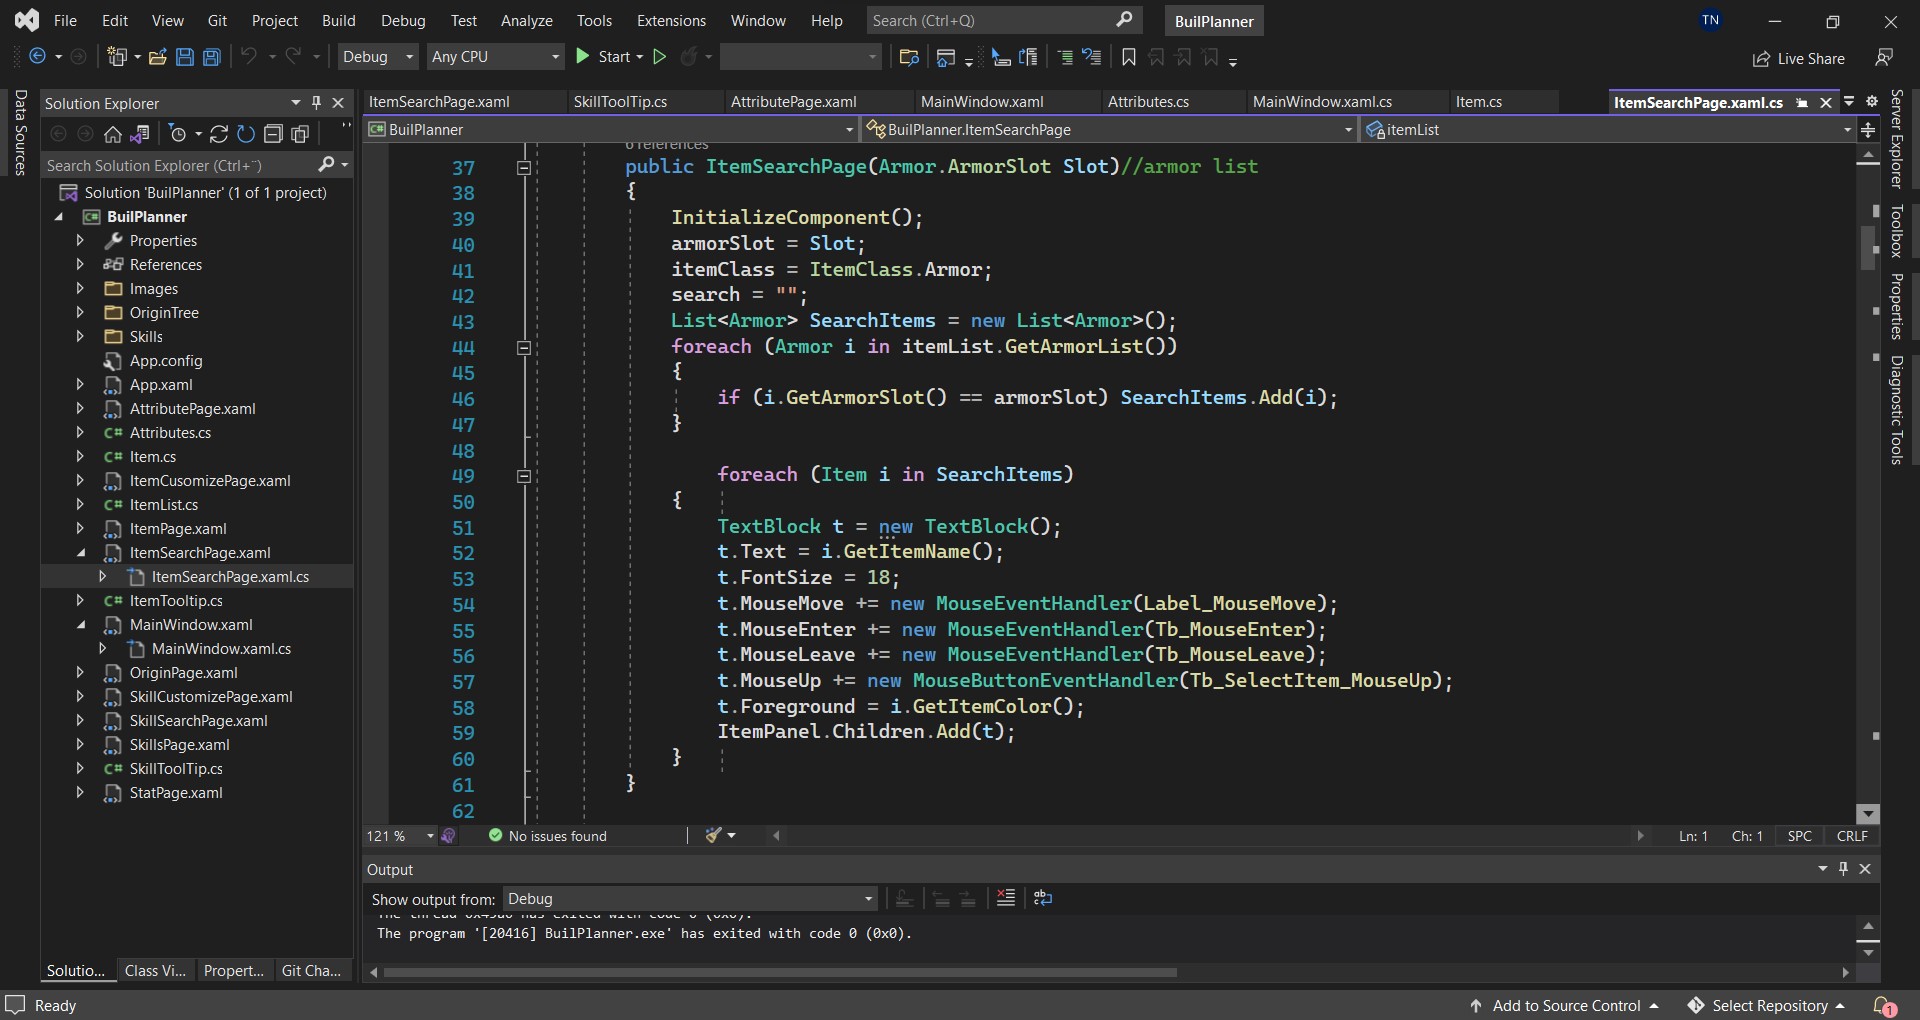 File Edit View Git Project Build Debug Test Analyze Tools Extensions Window Help Search (Ctrl+Q) BuilPlanner TN
Debug Any CPU Start Live Share
Data Sources
Solution Explorer
Search Solution Explorer (Ctrl+¨)
Solution 'BuilPlanner' (1 of 1 project)
BuilPlanner
Properties
References
Images
OriginTree
Skills
App.config
App.xaml
AttributePage.xaml
Attributes.cs
Item.cs
ItemCusomizePage.xaml
ItemList.cs
ItemPage.xaml
ItemSearchPage.xaml
ItemSearchPage.xaml.cs
ItemTooltip.cs
MainWindow.xaml
MainWindow.xaml.cs
OriginPage.xaml
SkillCustomizePage.xaml
SkillSearchPage.xaml
SkillsPage.xaml
SkillToolTip.cs
StatPage.xaml
Solutio... Class Vi... Propert... Git Cha...
ItemSearchPage.xaml SkillToolTip.cs AttributePage.xaml MainWindow.xaml Attributes.cs MainWindow.xaml.cs Item.cs ItemSearchPage.xaml.cs
BuilPlanner BuilPlanner.ItemSearchPage itemList
6 references
37 public ItemSearchPage(Armor.ArmorSlot Slot)//armor list
38 {
39 InitializeComponent();
40 armorSlot = Slot;
41 itemClass = ItemClass.Armor;
42 search = "";
43 List<Armor> SearchItems = new List<Armor>();
44 foreach (Armor i in itemList.GetArmorList())
45 {
46 if (i.GetArmorSlot() == armorSlot) SearchItems.Add(i);
47 }
48
49 foreach (Item i in SearchItems)
50 {
51 TextBlock t = new TextBlock();
52 t.Text = i.GetItemName();
53 t.FontSize = 18;
54 t.MouseMove += new MouseEventHandler(Label_MouseMove);
55 t.MouseEnter += new MouseEventHandler(Tb_MouseEnter);
56 t.MouseLeave += new MouseEventHandler(Tb_MouseLeave);
57 t.MouseUp += new MouseButtonEventHandler(Tb_SelectItem_MouseUp);
58 t.Foreground = i.GetItemColor();
59 ItemPanel.Children.Add(t);
60 }
61 }
62
121 % No issues found Ln: 1 Ch: 1 SPC CRLF
Output
Show output from: Debug
The thread 0x45a0 has exited with code 0 (0x0).
The program '[20416] BuilPlanner.exe' has exited with code 0 (0x0).
Server Explorer
Toolbox
Properties
Diagnostic Tools
Ready Add to Source Control Select Repository 1